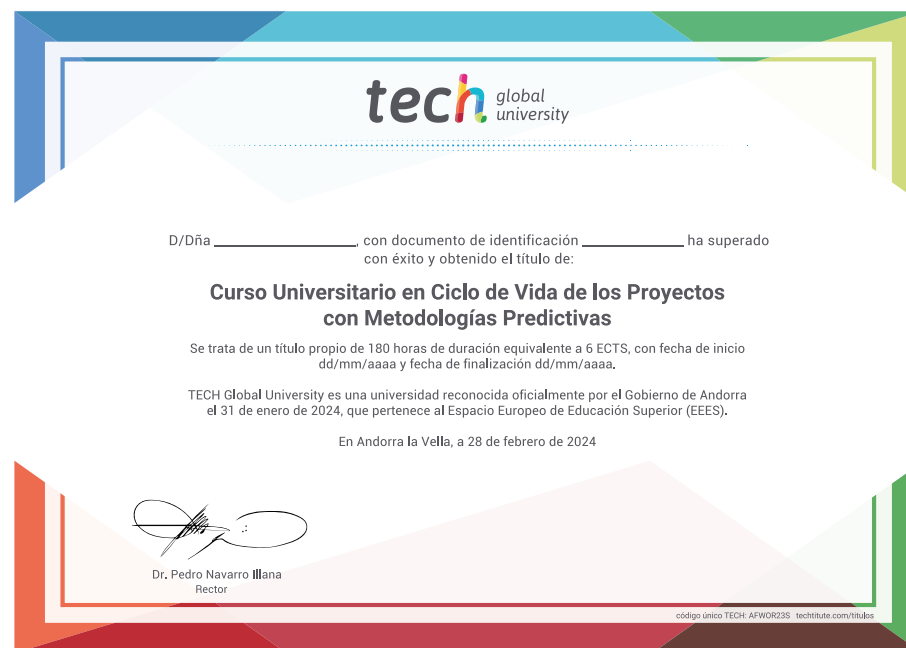 tech global university
D/Dña ______________, con documento de identificación __________ ha superado
con éxito y obtenido el título de:
Curso Universitario en Ciclo de Vida de los Proyectos
con Metodologías Predictivas
Se trata de un título propio de 180 horas de duración equivalente a 6 ECTS, con fecha de inicio
dd/mm/aaaa y fecha de finalización dd/mm/aaaa.
TECH Global University es una universidad reconocida oficialmente por el Gobierno de Andorra
el 31 de enero de 2024, que pertenece al Espacio Europeo de Educación Superior (EEES).
En Andorra la Vella, a 28 de febrero de 2024
Dr. Pedro Navarro Illana
Rector
código único TECH: AFWOR23S techtitute.com/titulos